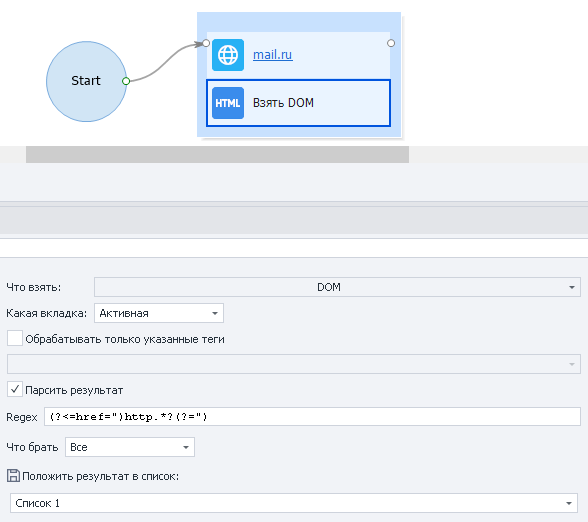 Start
mail.ru
HTML
Взять DOM
Что взять:
DOM
Какая вкладка:
Активная
Обрабатывать только указанные теги
Парсить результат
Regex
(?<=href=")http.*?(?=")
Что брать
Все
Положить результат в список:
Список 1